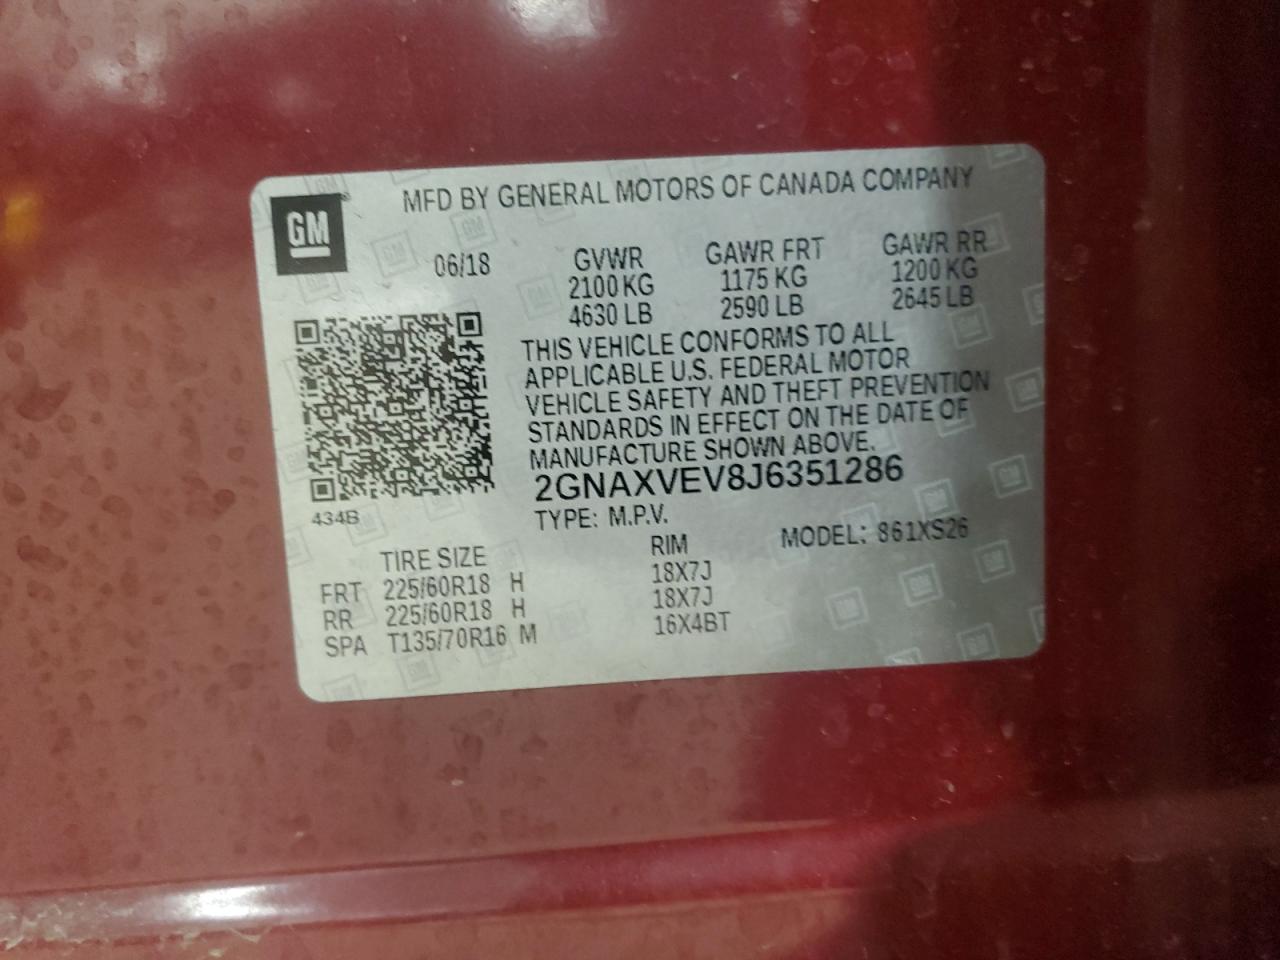 MFD BY GENERAL MOTORS OF CANADA COMPANY
GM
06/18 GVWR GAWR FRT GAWR RR
2100 KG 1175 KG 1200 KG
4630 LB 2590 LB 2645 LB
THIS VEHICLE CONFORMS TO ALL
APPLICABLE U.S. FEDERAL MOTOR
VEHICLE SAFETY AND THEFT PREVENTION
STANDARDS IN EFFECT ON THE DATE OF
MANUFACTURE SHOWN ABOVE.
2GNAXVEV8J6351286
434B
TYPE: M.P.V. MODEL: 861XS26
TIRE SIZE RIM
FRT 225/60R18 H 18X7J
RR 225/60R18 H 18X7J
SPA T135/70R16 M 16X4BT